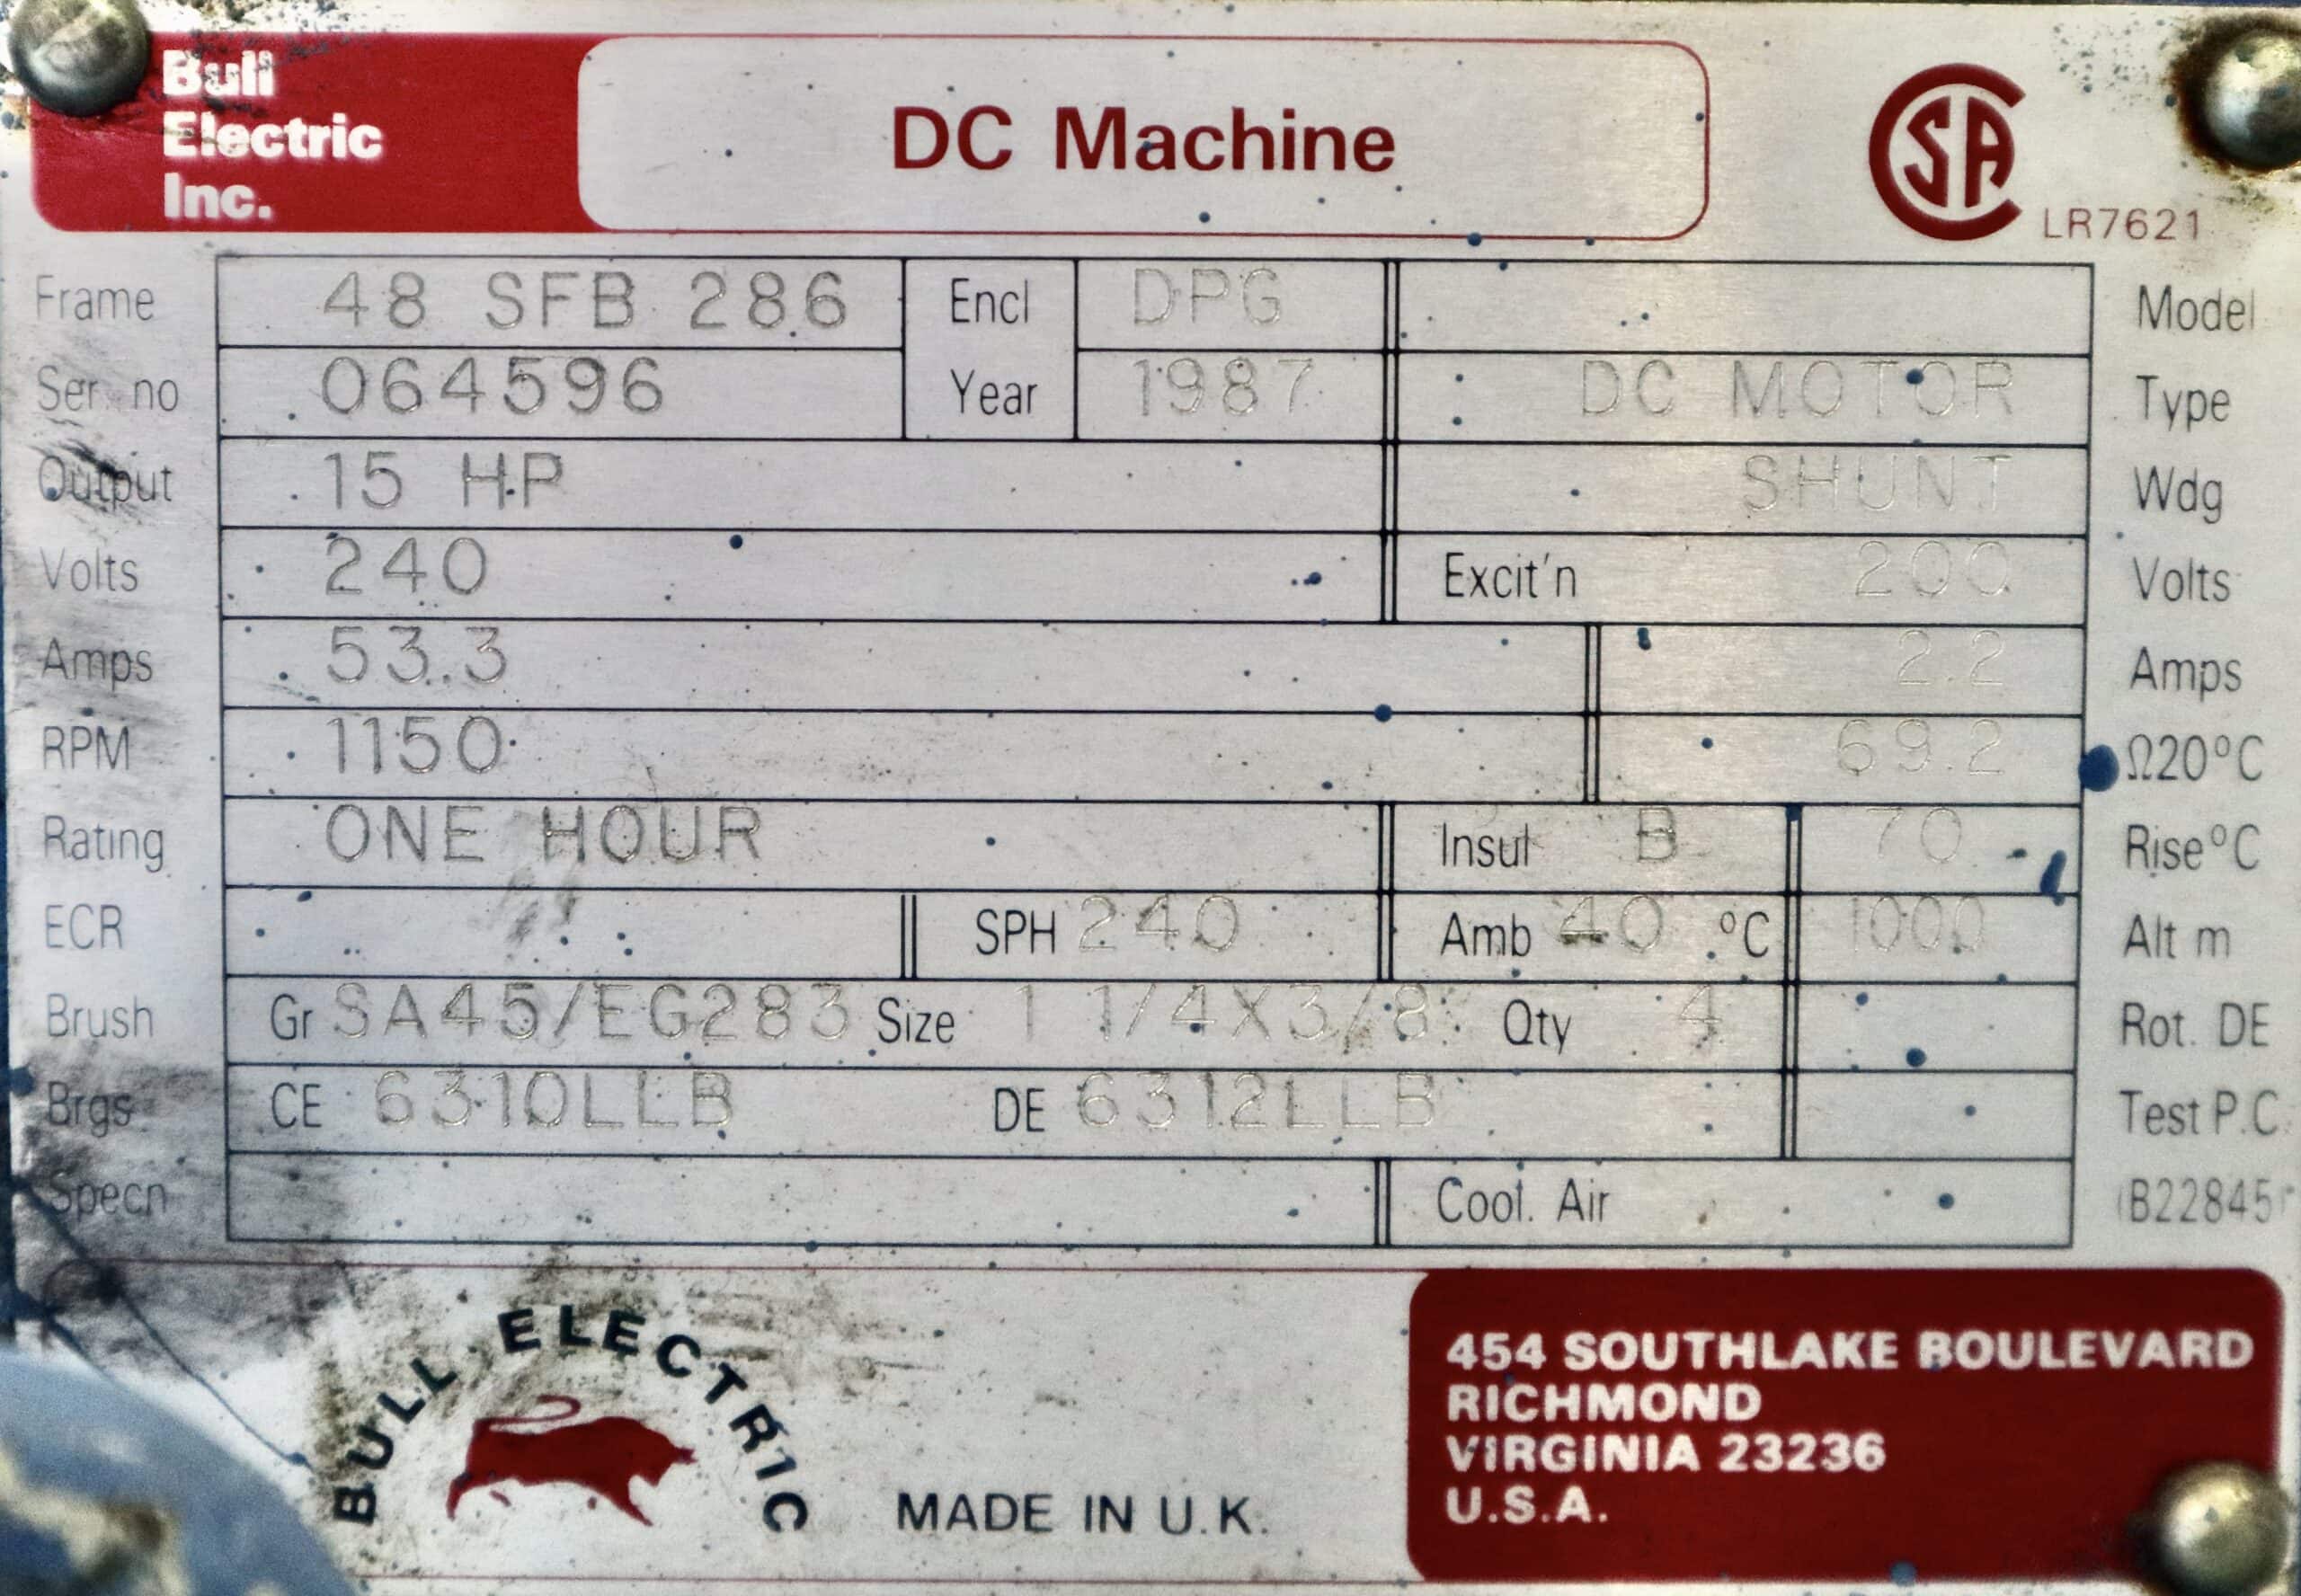 Bull
Electric
Inc.
DC Machine
CSA
LR7621
Frame 48 SFB 286 Encl DPG Model
Ser. no 064596 Year 1987 DC MOTOR Type
Output 15 HP SHUNT Wdg
Volts 240 Excit'n 200 Volts
Amps 53.3 2.2 Amps
RPM 1150 69.2 Ω20°C
Rating ONE HOUR Insul B 70 Rise°C
ECR SPH 240 Amb 40 °C 1000 Alt m
Brush Gr SA45/EG283 Size 1 1/4X3/8 Qty 4 Rot. DE
Brgs CE 6310LLB DE 6312LLB Test P.C.
Specn Cool. Air
BULL ELECTRIC
MADE IN U.K.
454 SOUTHLAKE BOULEVARD
RICHMOND
VIRGINIA 23236
U.S.A.